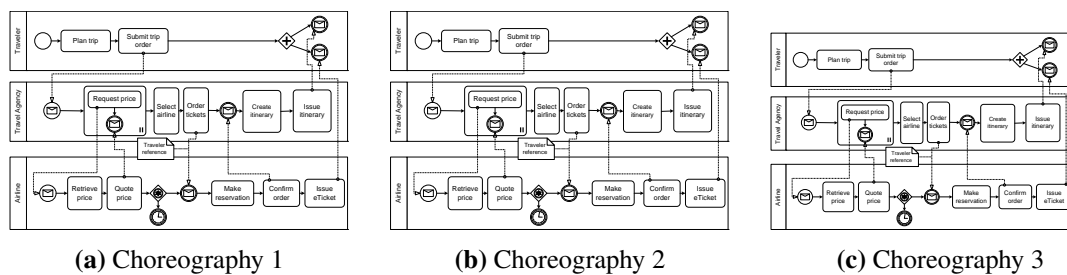 Traveler
Plan trip
Submit trip
order
Travel Agency
Request price
Select
airline
Order
tickets
Create
itinerary
Issue
itinerary
Traveler
reference
Airline
Retrieve
price
Quote
price
Make
reservation
Confirm
order
Issue
eTicket
(a) Choreography 1
Traveler
Plan trip
Submit trip
order
Travel Agency
Request price
Select
airline
Order
tickets
Create
itinerary
Issue
itinerary
Traveler
reference
Airline
Retrieve
price
Quote
price
Make
reservation
Confirm
order
Issue
eTicket
(b) Choreography 2
Traveler
Plan trip
Submit trip
order
Travel Agency
Request price
Select
airline
Order
tickets
Create
itnerary
Issue
itinerary
Traveler
reference
Airline
Retrieve
price
Quote
price
Make
reservation
Confirm
order
Issue
eTicket
(c) Choreography 3